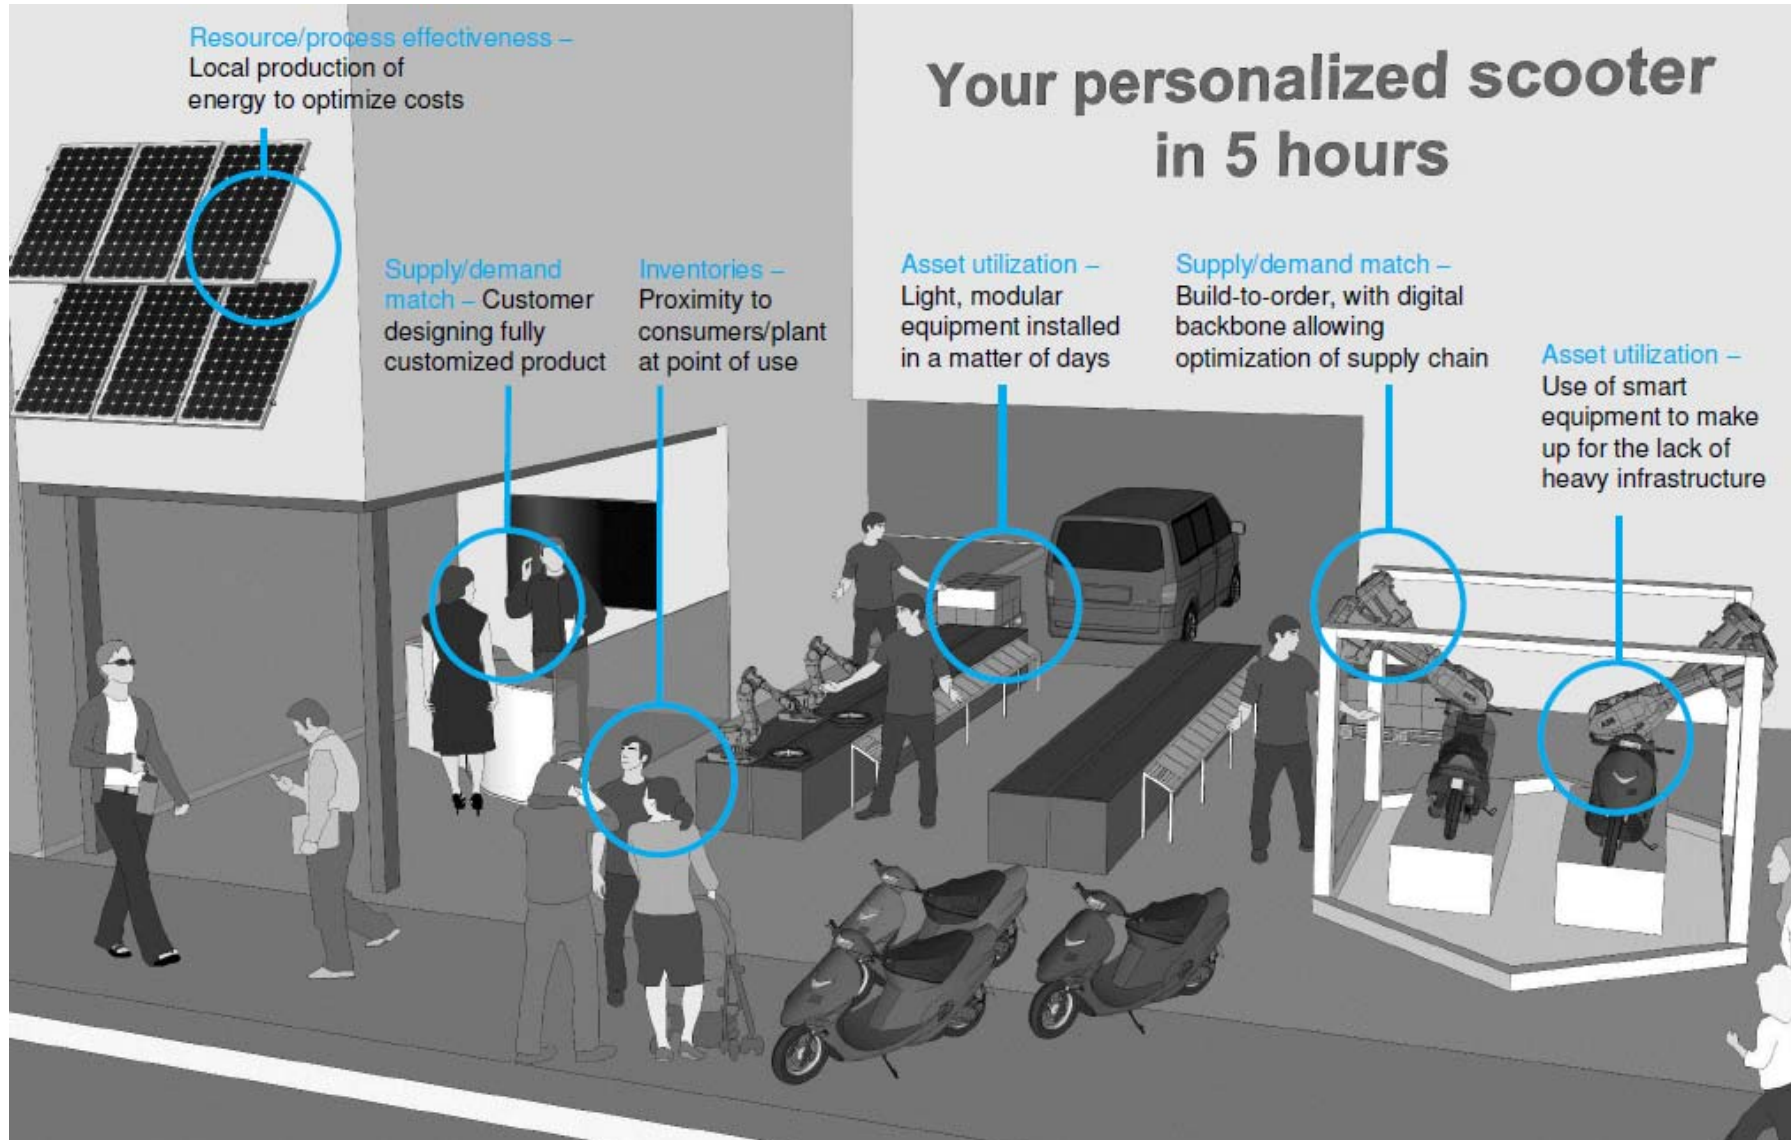 Resource/process effectiveness –
Local production of
energy to optimize costs
Your personalized scooter
in 5 hours
Supply/demand
match – Customer
designing fully
customized product
Inventories –
Proximity to
consumers/plant
at point of use
Asset utilization –
Light, modular
equipment installed
in a matter of days
Supply/demand match –
Build-to-order, with digital
backbone allowing
optimization of supply chain
Asset utilization –
Use of smart
equipment to make
up for the lack of
heavy infrastructure